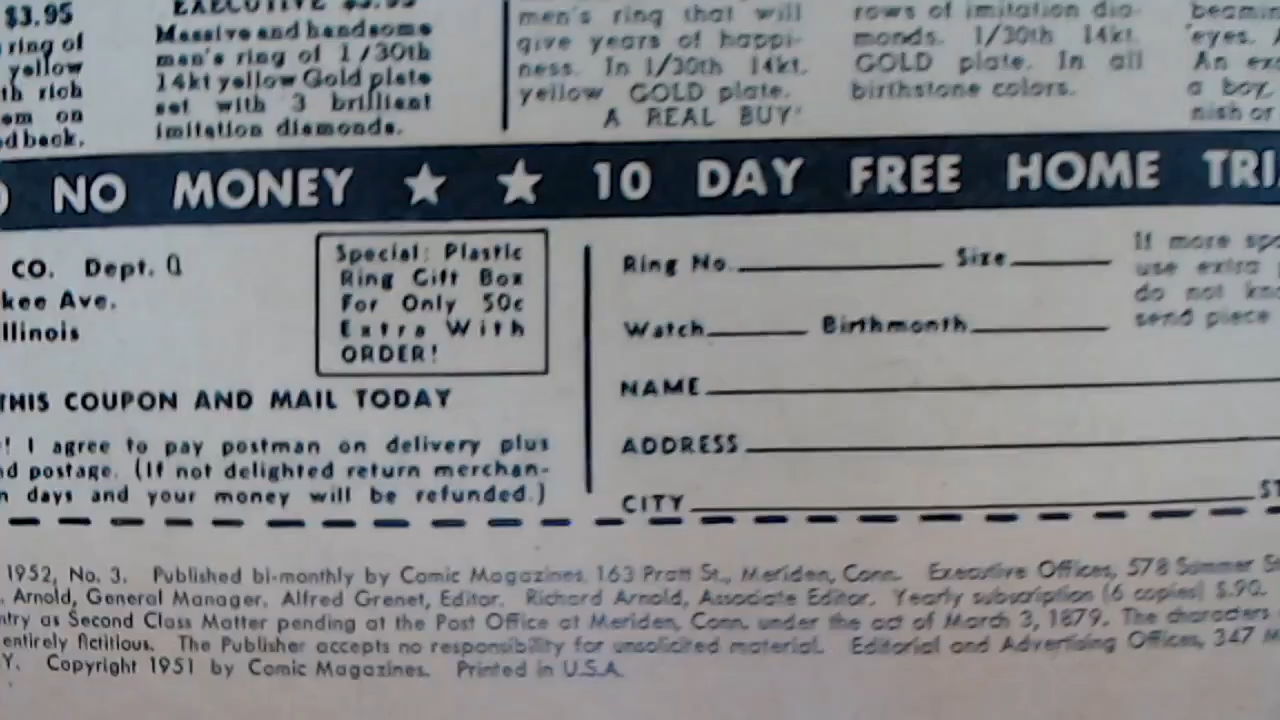 $3.95
ring of
yellow
th rich
em on
d back.
EXECUTIVE $3.95
Massive and handsome
men's ring of 1/30th
14kt yellow Gold plate
set with 3 brilliant
imitation diamonds.
men's ring that will
give years of happi-
ness. In 1/30th 14kt.
yellow GOLD plate.
A REAL BUY!
rows of imitation dia-
monds. 1/30th 14kt.
GOLD plate. In all
birthstone colors.
eyes.
An
a boy,
nish or
NO MONEY ★ ★ 10 DAY FREE HOME TRI
CO. Dept. Q
kee Ave.
llinois
Special: Plastic
Ring Gift Box
For Only 50c
Extra With
ORDER!
THIS COUPON AND MAIL TODAY
! I agree to pay postman on delivery plus
d postage. (If not delighted return merchan-
n days and your money will be refunded.)
Ring No. Size
Watch Birthmonth
NAME
ADDRESS
CITY ST
If more
use extra
do not
send piece
1952, No. 3. Published bi-monthly by Comic Magazines, 163 Pratt St., Meriden, Conn. Executive Offices, 578 Summer St
. Arnold, General Manager. Alfred Grenet, Editor. Richard Arnold, Associate Editor. Yearly subscription (6 copies) $.90.
ntry as Second Class Matter pending at the Post Office at Meriden, Conn. under the act of March 3, 1879. The characters
entirely fictitious. The Publisher accepts no responsibility for unsolicited material. Editorial and Advertising Offices, 347 M
Y. Copyright 1951 by Comic Magazines. Printed in U.S.A.